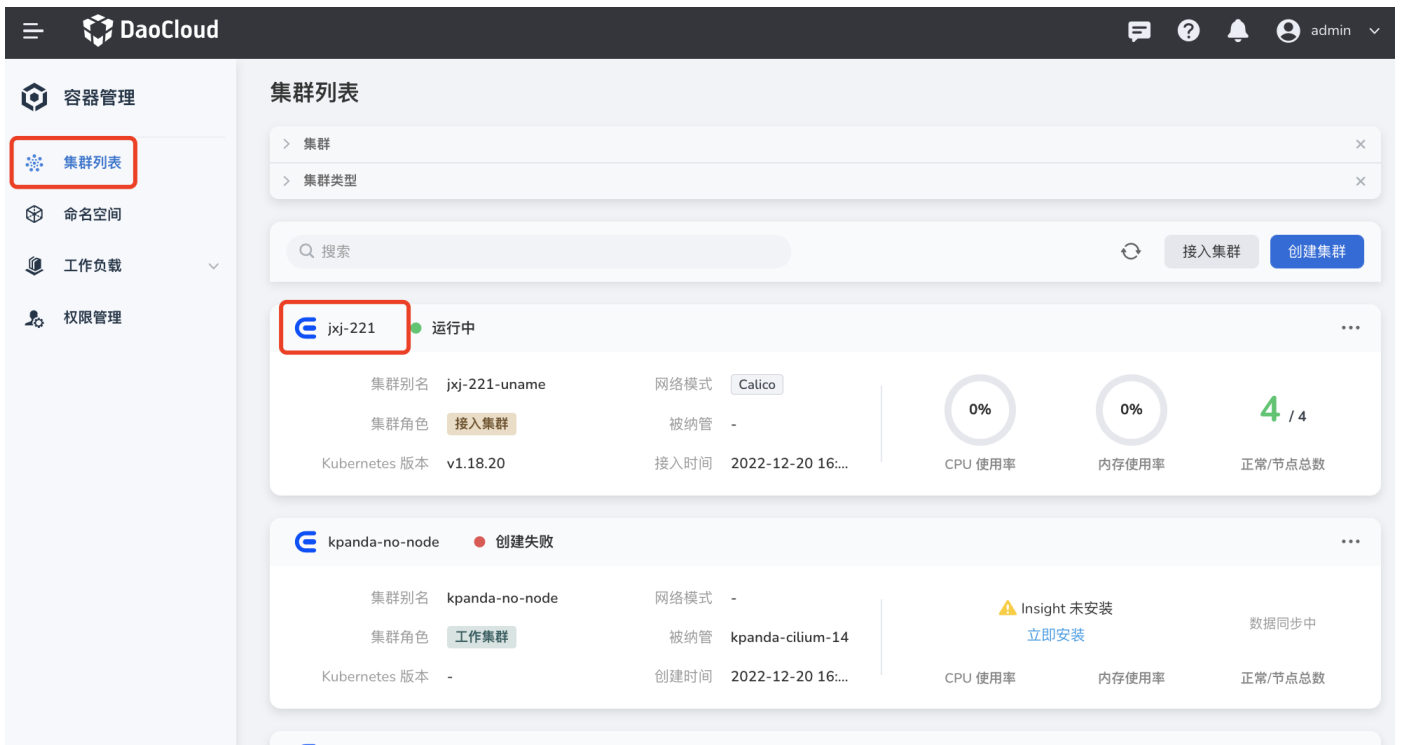 DaoCloud
admin
容器管理
集群列表
命名空间
工作负载
权限管理
集群列表
集群
集群类型
搜索
接入集群
创建集群
jxj-221
运行中
集群别名 jxj-221-uname
网络模式 Calico
集群角色 接入集群
被纳管 -
Kubernetes 版本 v1.18.20
接入时间 2022-12-20 16:...
0%
CPU 使用率
0%
内存使用率
4 / 4
正常/节点总数
kpanda-no-node
创建失败
集群别名 kpanda-no-node
网络模式 -
集群角色 工作集群
被纳管 kpanda-cilium-14
Kubernetes 版本 -
创建时间 2022-12-20 16:...
Insight 未安装
立即安装
数据同步中
CPU 使用率
内存使用率
正常/节点总数